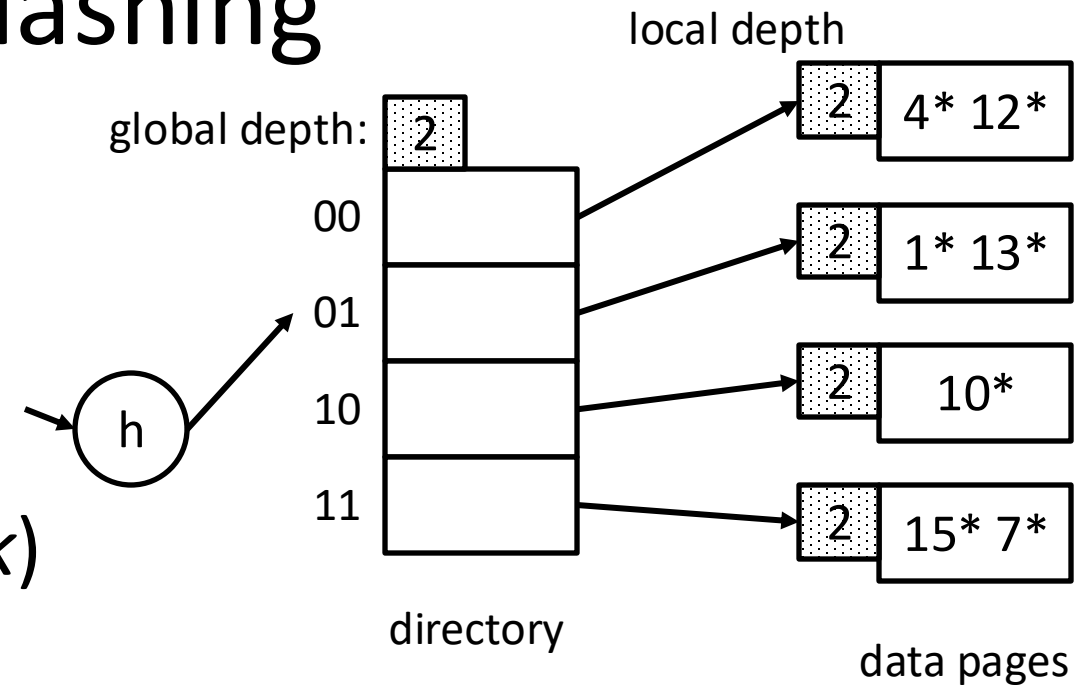 local depth
global depth: 2
00
01
10
11
h
2 4* 12*
2 1* 13*
2 10*
2 15* 7*
directory
data pages